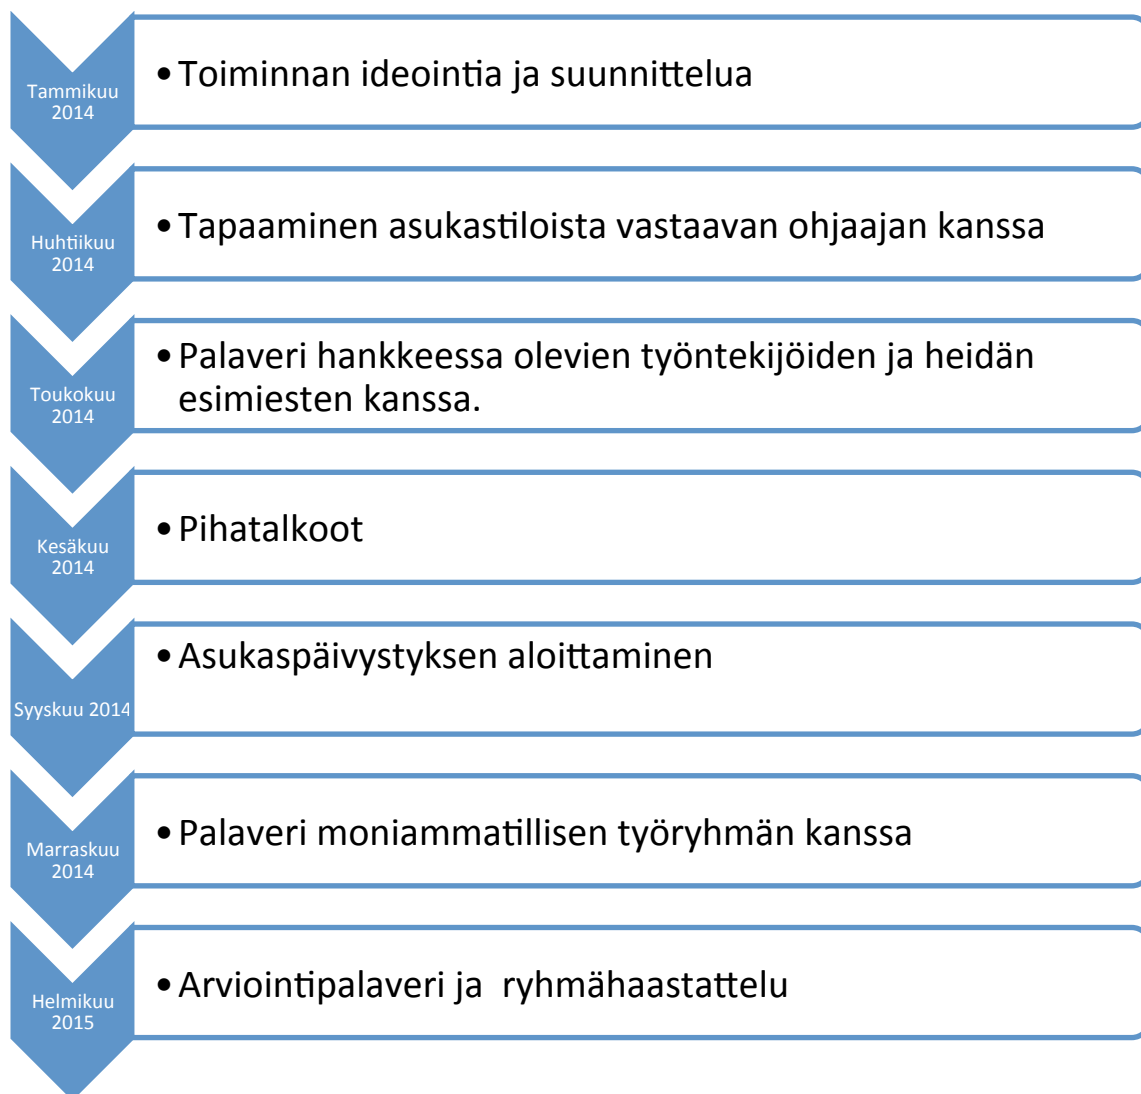 Tammikuu
2014
• Toiminnan ideointia ja suunnittelua
Huhtiikuu
2014
• Tapaaminen asukastiloista vastaavan ohjaajan kanssa
Toukokuu
2014
• Palaveri hankkeessa olevien työntekijöiden ja heidän
esimiesten kanssa.
Kesäkuu
2014
• Pihatalkoot
Syyskuu 2014
• Asukaspäivystyksen aloittaminen
Marraskuu
2014
• Palaveri moniammatillisen työryhmän kanssa
Helmikuu
2015
• Arviointipalaveri ja ryhmähaastattelu